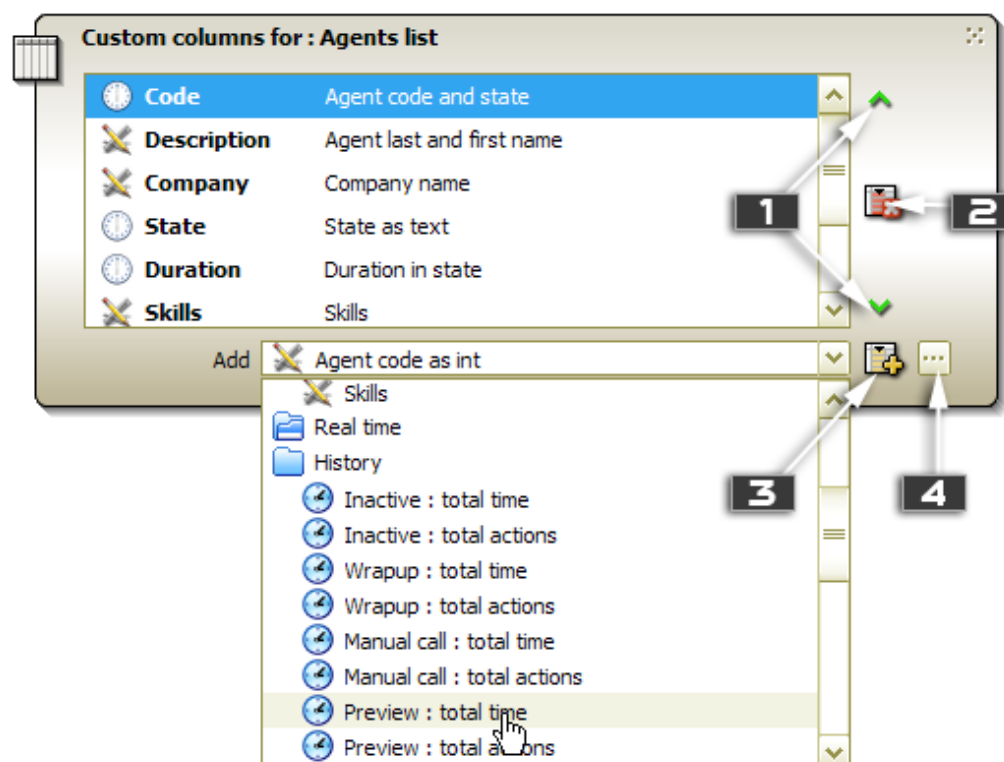 Custom columns for : Agents list
Code Agent code and state
Description Agent last and first name
Company Company name
1
2
State State as text
Duration Duration in state
Skills Skills
Add Agent code as int
Skills
Real time
History
3
4
Inactive : total time
Inactive : total actions
Wrapup : total time
Wrapup : total actions
Manual call : total time
Manual call : total actions
Preview : total time
Preview : total actions